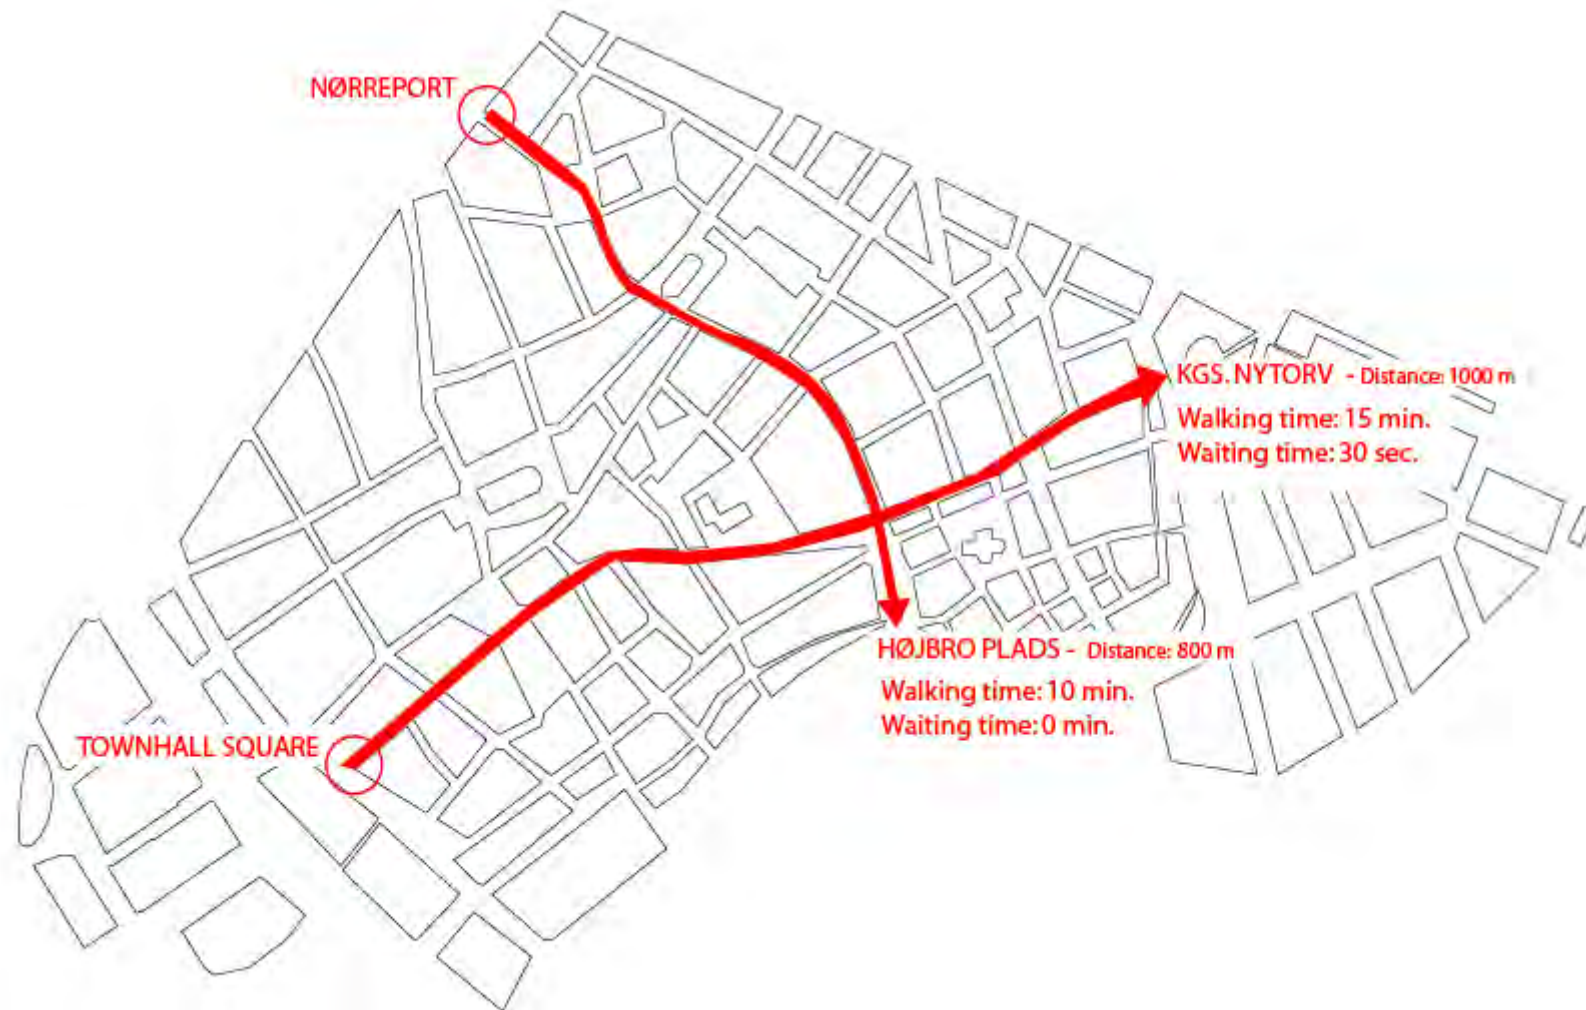 NØRREPORT
KGS. NYTORV - Distance: 1000 m
Walking time: 15 min.
Waiting time: 30 sec.
HØJBRO PLADS - Distance: 800 m
Walking time: 10 min.
Waiting time: 0 min.
TOWNHALL SQUARE